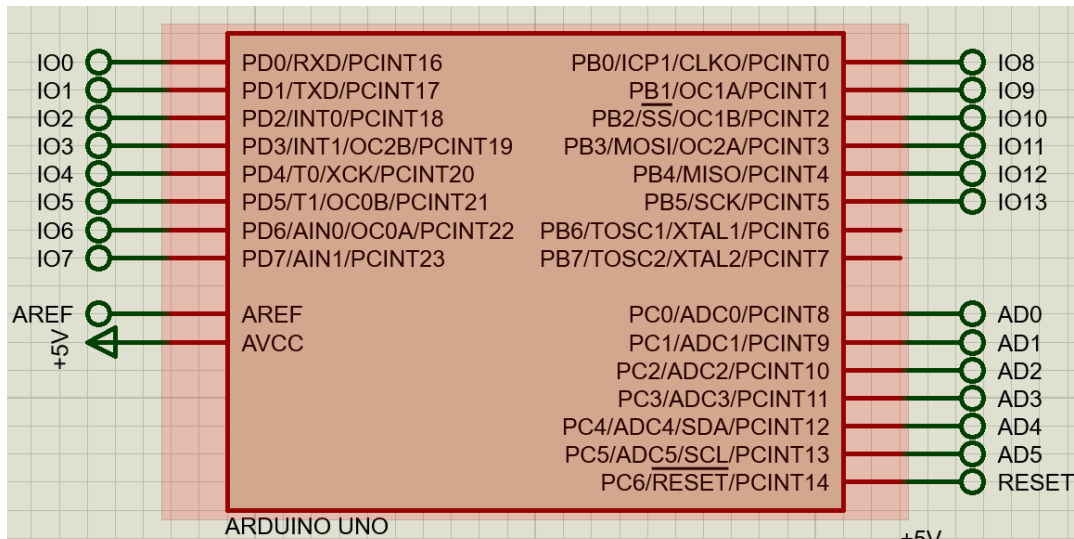 IO0 PD0/RXD/PCINT16 PB0/ICP1/CLKO/PCINT0 IO8
IO1 PD1/TXD/PCINT17 PB1/OC1A/PCINT1 IO9
IO2 PD2/INT0/PCINT18 PB2/SS/OC1B/PCINT2 IO10
IO3 PD3/INT1/OC2B/PCINT19 PB3/MOSI/OC2A/PCINT3 IO11
IO4 PD4/T0/XCK/PCINT20 PB4/MISO/PCINT4 IO12
IO5 PD5/T1/OC0B/PCINT21 PB5/SCK/PCINT5 IO13
IO6 PD6/AIN0/OC0A/PCINT22 PB6/TOSC1/XTAL1/PCINT6
IO7 PD7/AIN1/PCINT23 PB7/TOSC2/XTAL2/PCINT7
AREF AREF PC0/ADC0/PCINT8 AD0
+5V AVCC PC1/ADC1/PCINT9 AD1
PC2/ADC2/PCINT10 AD2
PC3/ADC3/PCINT11 AD3
PC4/ADC4/SDA/PCINT12 AD4
PC5/ADC5/SCL/PCINT13 AD5
PC6/RESET/PCINT14 RESET
ARDUINO UNO
+5V